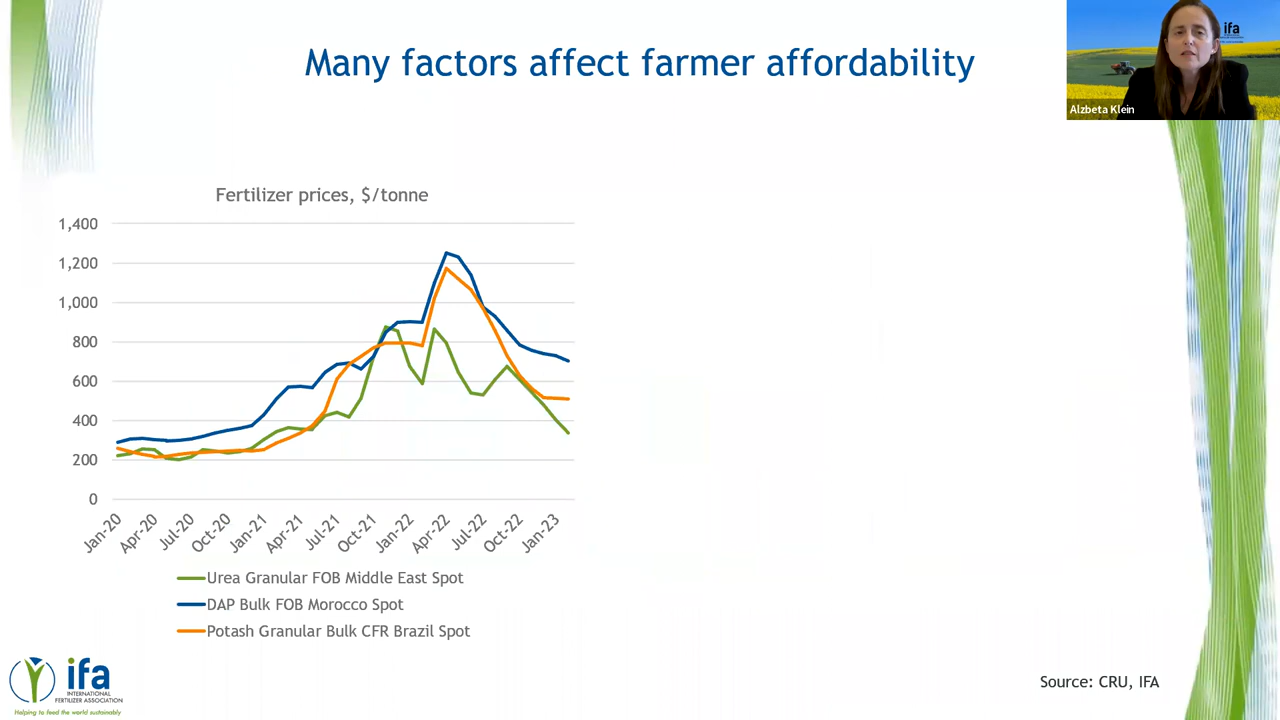 Many factors affect farmer affordability
ifa
Alzbeta Klein
Fertilizer prices, $/tonne
1,400
1,200
1,000
800
600
400
200
0
Jan-20
Apr-20
Jul-20
Oct-20
Jan-21
Apr-21
Jul-21
Oct-21
Jan-22
Apr-22
Jul-22
Oct-22
Jan-23
Urea Granular FOB Middle East Spot
DAP Bulk FOB Morocco Spot
Potash Granular Bulk CFR Brazil Spot
ifa
INTERNATIONAL
FERTILIZER ASSOCIATION
Helping to feed the world sustainably
Source: CRU, IFA